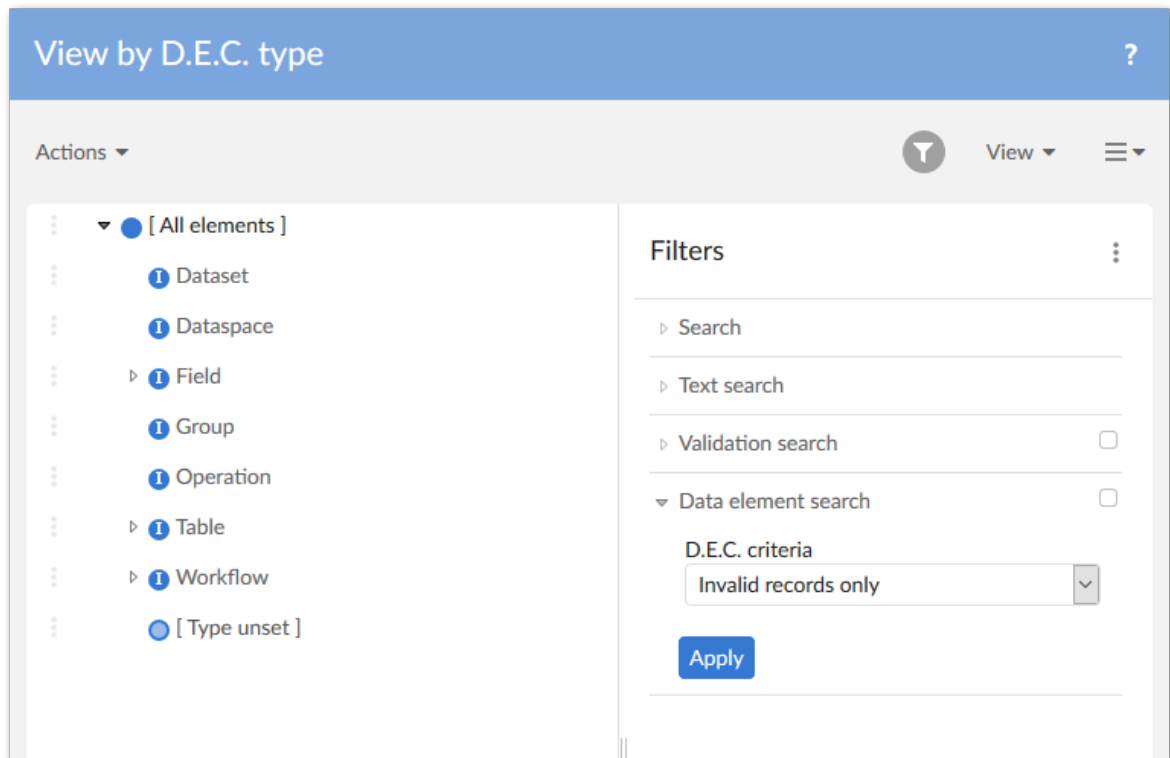 View by D.E.C. type
?
Actions
View
[ All elements ]
I Dataset
I Dataspace
I Field
I Group
I Operation
I Table
I Workflow
[ Type unset ]
Filters
Search
Text search
Validation search
Data element search
D.E.C. criteria
Invalid records only
Apply